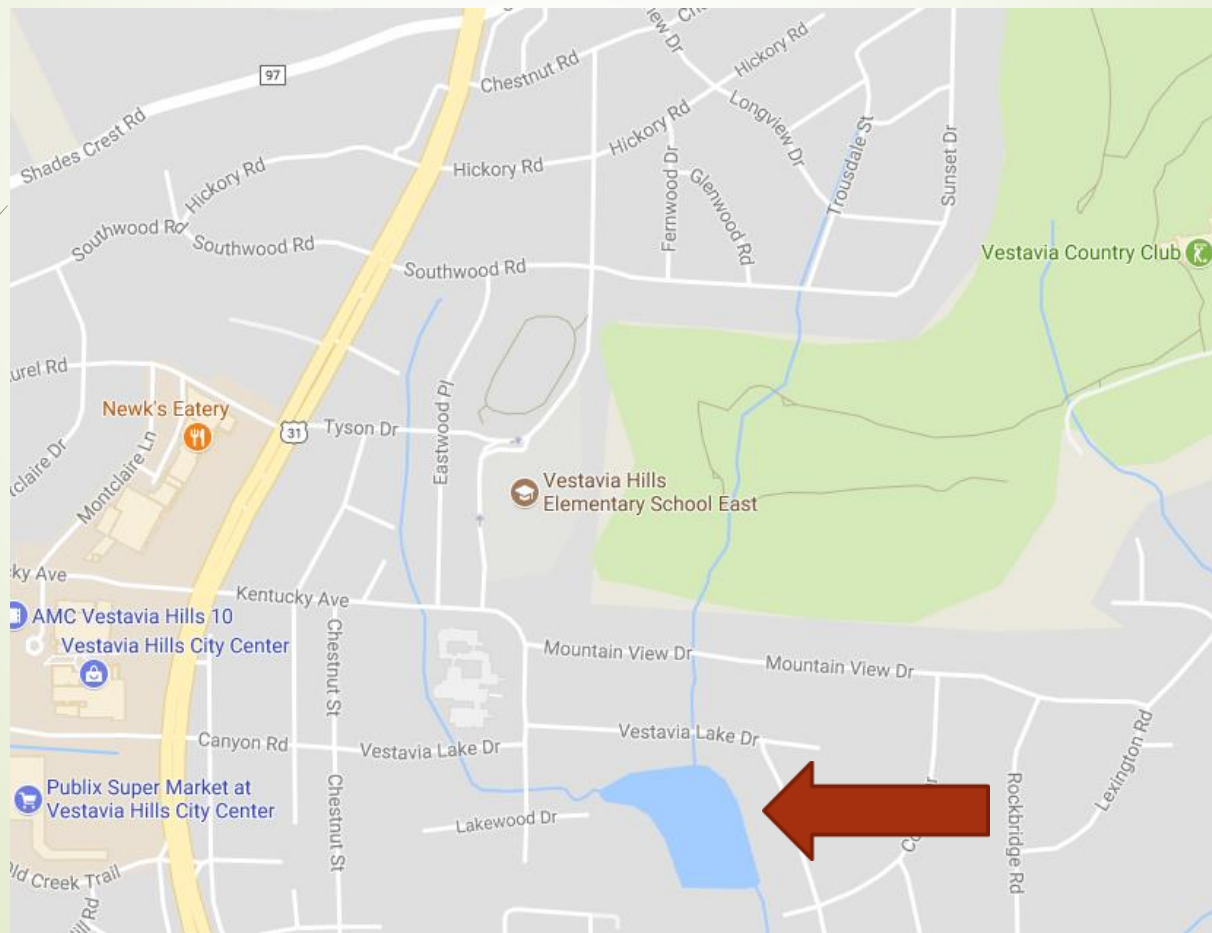 97
Chestnut Rd
Hickory Rd
Shades Crest Rd
Longview Dr
Hickory Rd
Hickory Rd
Hickory Rd
Trousdale St
Sunset Dr
Fernwood Dr
Glenwood Rd
Southwood Rd
Southwood Rd
Southwood Rd
Vestavia Country Club
Newk's Eatery
31
Tyson Dr
Eastwood Pl
Montclaire Ln
Vestavia Hills
Elementary School East
Kentucky Ave
AMC Vestavia Hills 10
Vestavia Hills City Center
Chestnut St
Mountain View Dr
Mountain View Dr
Canyon Rd
Vestavia Lake Dr
Vestavia Lake Dr
Lexington Rd
Rockbridge Rd
Publix Super Market at
Vestavia Hills City Center
Chestnut St
Lakewood Dr
Creek Trail
Rd